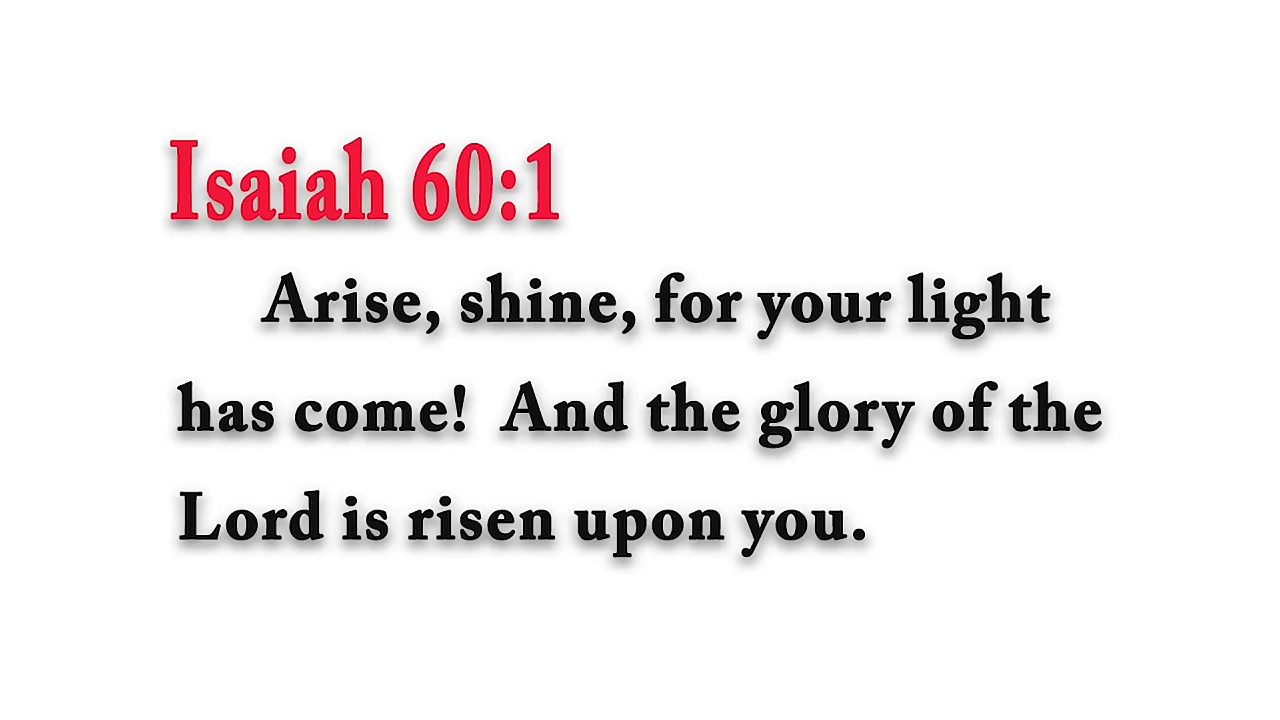 Isaiah 60:1
Arise, shine, for your light
has come!  And the glory of the
Lord is risen upon you.